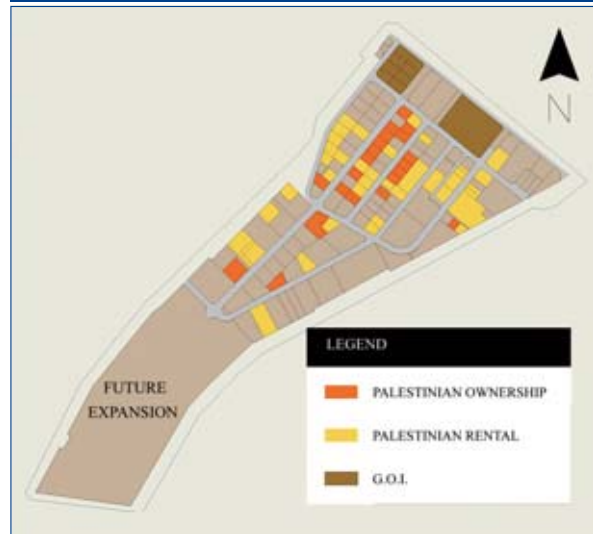 N
FUTURE
EXPANSION
LEGEND
PALESTINIAN OWNERSHIP
PALESTINIAN RENTAL
G.O.I.